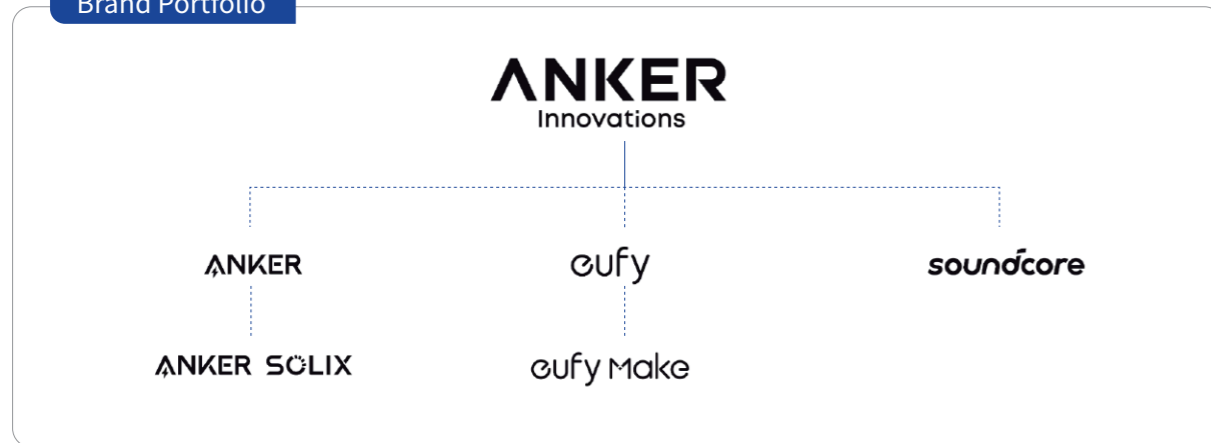 Brand Portfolio
ANKER
Innovations
ANKER
eufy
soundcore
ANKER SOLIX
eufy Make